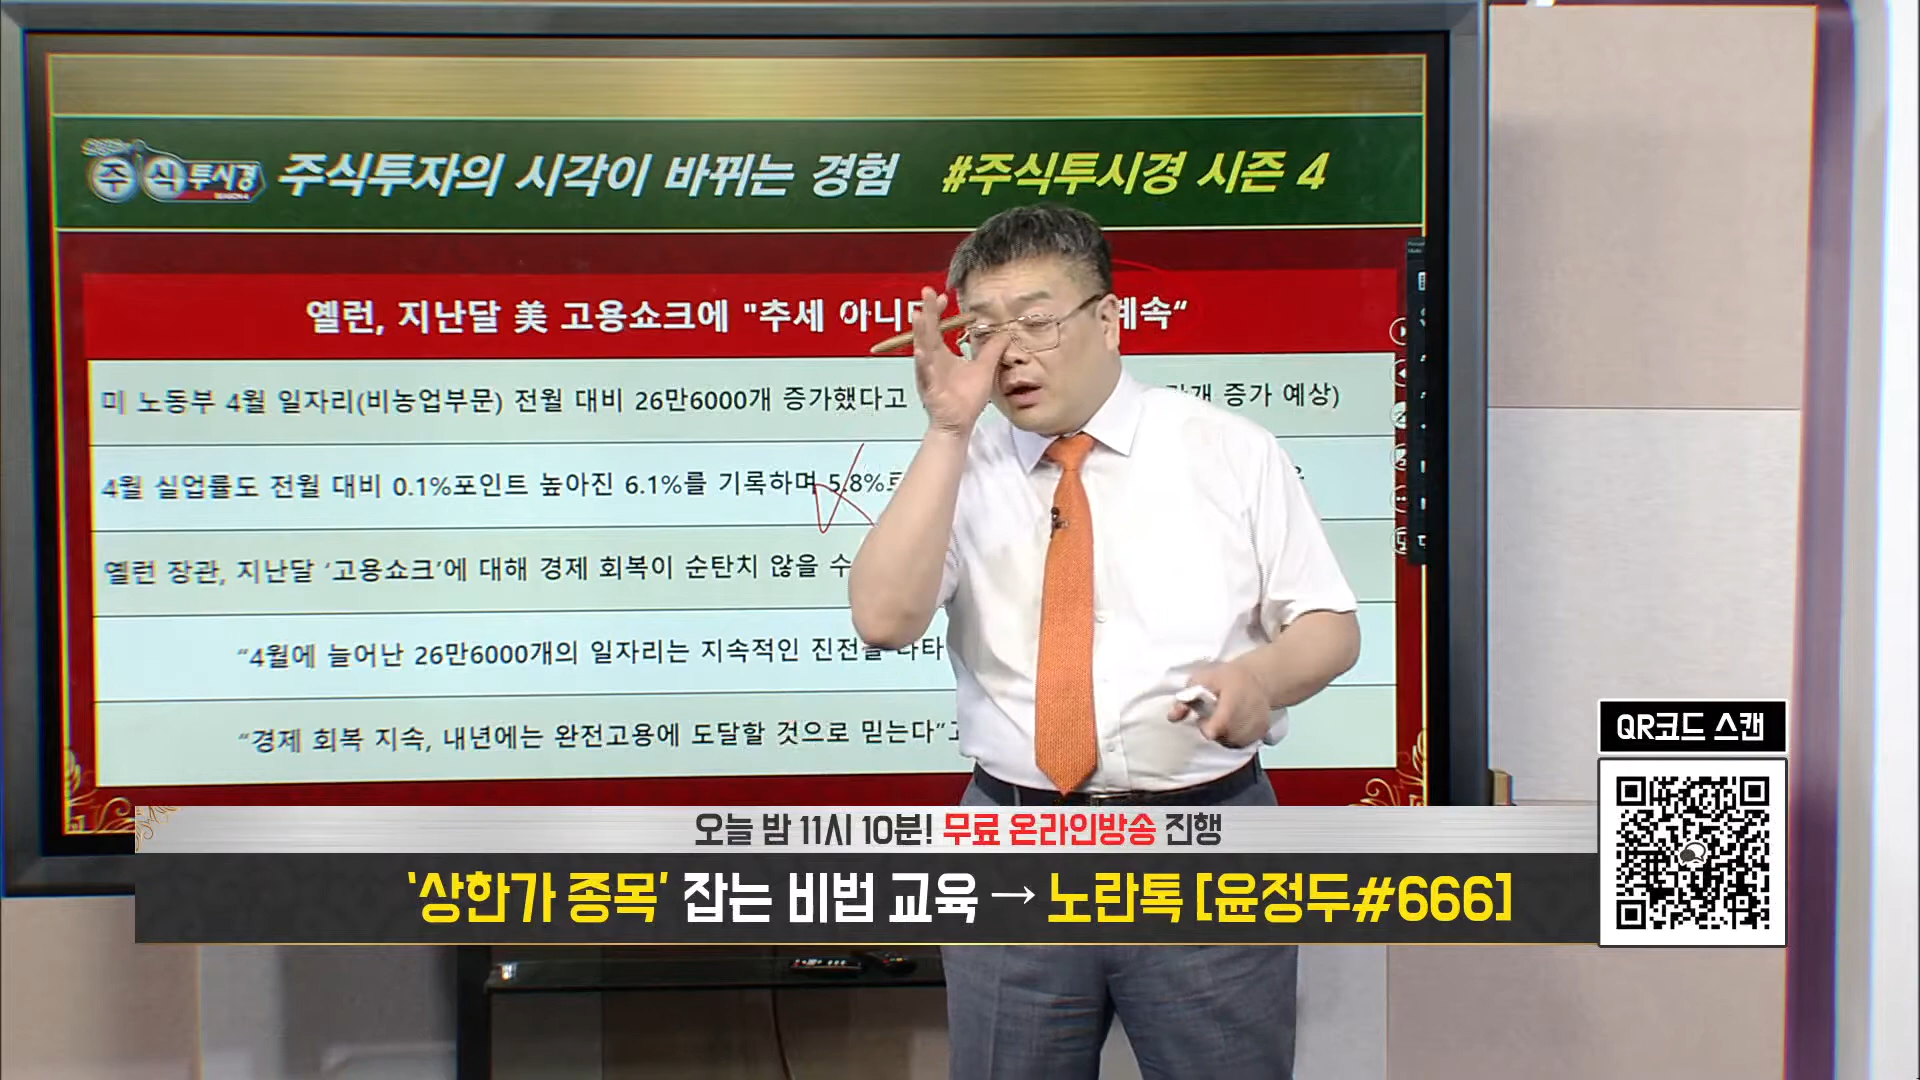 주식투시경 주식투자의 시각이 바뀌는 경험 #주식투시경 시즌 4
옐런, 지난달 美 고용쇼크에 "추세 계속“
미 노동부 4월 일자리(비농업부문) 전월 대비 26만6000개 증가했다고 증가 예상)
4월 실업률도 전월 대비 0.1%포인트 높아진 6.1%를 기록하며 5.8%로
옐런 장관, 지난달 ‘고용쇼크’에 대해 경제 회복이 순탄치 않을 수
“4월에 늘어난 26만6000개의 일자리는 지속적인 진전을
“경제 회복 지속, 내년에는 완전고용에 도달할 것으로 믿는다”고
QR코드 스캔
오늘 밤 11시 10분! 무료 온라인방송 진행
‘상한가 종목’ 잡는 비법 교육 → 노란톡 [윤정두#666]